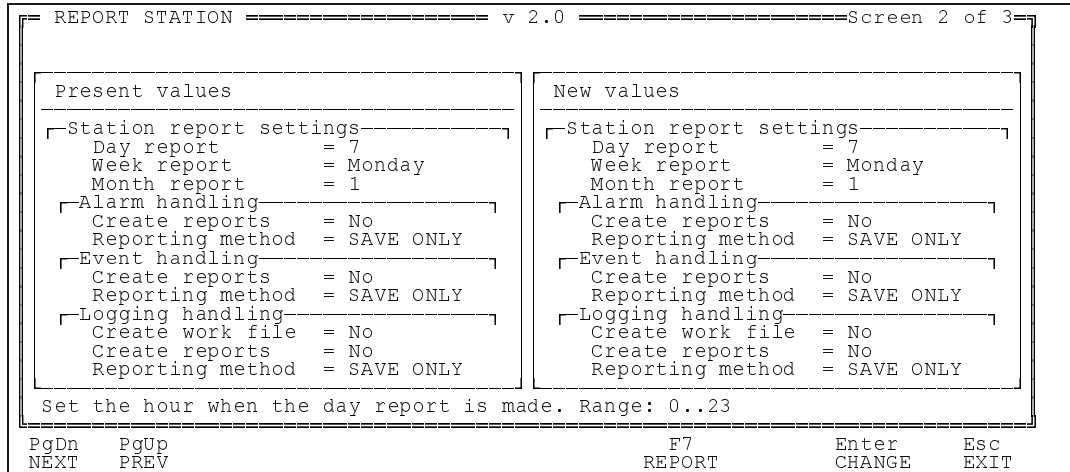 REPORT STATION v 2.0 Screen 2 of 3
Present values New values
Station report settings Station report settings
Day report = 7 Day report = 7
Week report = Monday Week report = Monday
Month report = 1 Month report = 1
Alarm handling Alarm handling
Create reports = No Create reports = No
Reporting method = SAVE ONLY Reporting method = SAVE ONLY
Event handling Event handling
Create reports = No Create reports = No
Reporting method = SAVE ONLY Reporting method = SAVE ONLY
Logging handling Logging handling
Create work file = No Create work file = No
Create reports = No Create reports = No
Reporting method = SAVE ONLY Reporting method = SAVE ONLY
Set the hour when the day report is made. Range: 0..23
PgDn PgUp F7 Enter Esc
NEXT PREV REPORT CHANGE EXIT